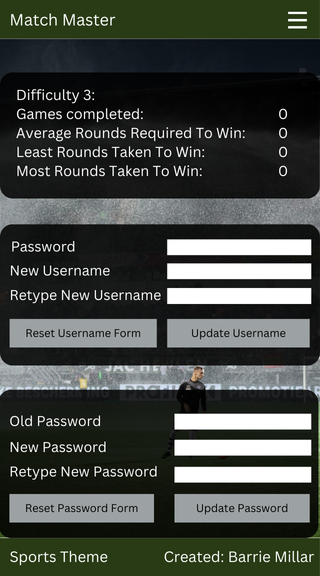 Match Master
Difficulty 3:
Games completed: 0
Average Rounds Required To Win: 0
Least Rounds Taken To Win: 0
Most Rounds Taken To Win: 0
Password
New Username
Retype New Username
Reset Username Form Update Username
Old Password
New Password
Retype New Password
Reset Password Form Update Password
Sports Theme Created: Barrie Millar